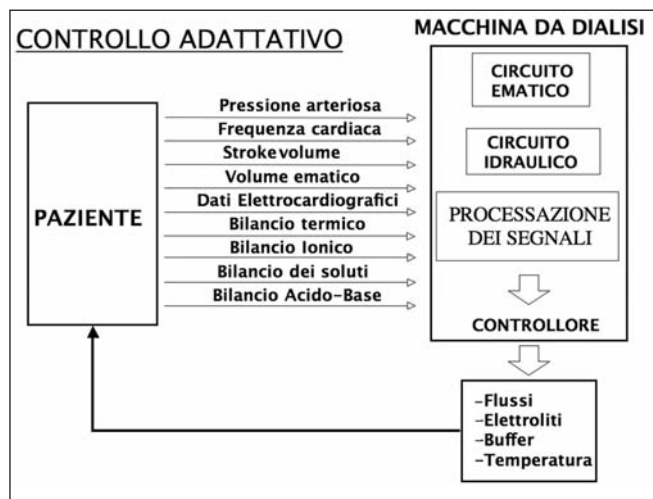 CONTROLLO ADATTATIVO
MACCHINA DA DIALISI
PAZIENTE
Pressione arteriosa
Frequenza cardiaca
Strokevolume
Volume ematico
Dati Elettrocardiografici
Bilancio termico
Bilancio Ionico
Bilancio dei soluti
Bilancio Acido-Base
CIRCUITO
EMATICO
CIRCUITO
IDRAULICO
PROCESSAZIONE
DEI SEGNALI
CONTROLLORE
-Flussi
-Elettroliti
-Buffer
-Temperatura